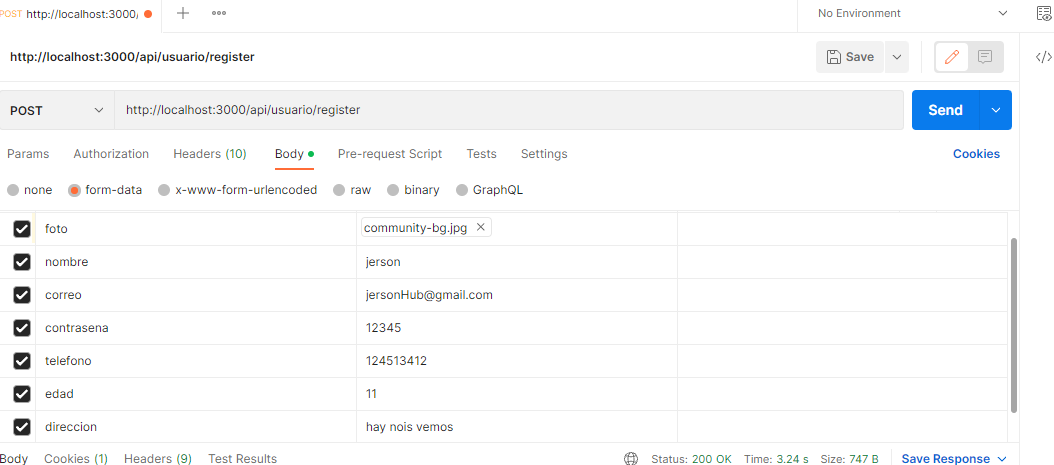 POST http://localhost:3000/ + ••• No Environment
http://localhost:3000/api/usuario/register Save
POST http://localhost:3000/api/usuario/register Send
Params Authorization Headers (10) Body Pre-request Script Tests Settings Cookies
none form-data x-www-form-urlencoded raw binary GraphQL
foto community-bg.jpg ×
nombre jerson
correo jersonHub@gmail.com
contrasena 12345
telefono 124513412
edad 11
direccion hay nois vemos
Body Cookies (1) Headers (9) Test Results Status: 200 OK Time: 3.24 s Size: 747 B Save Response